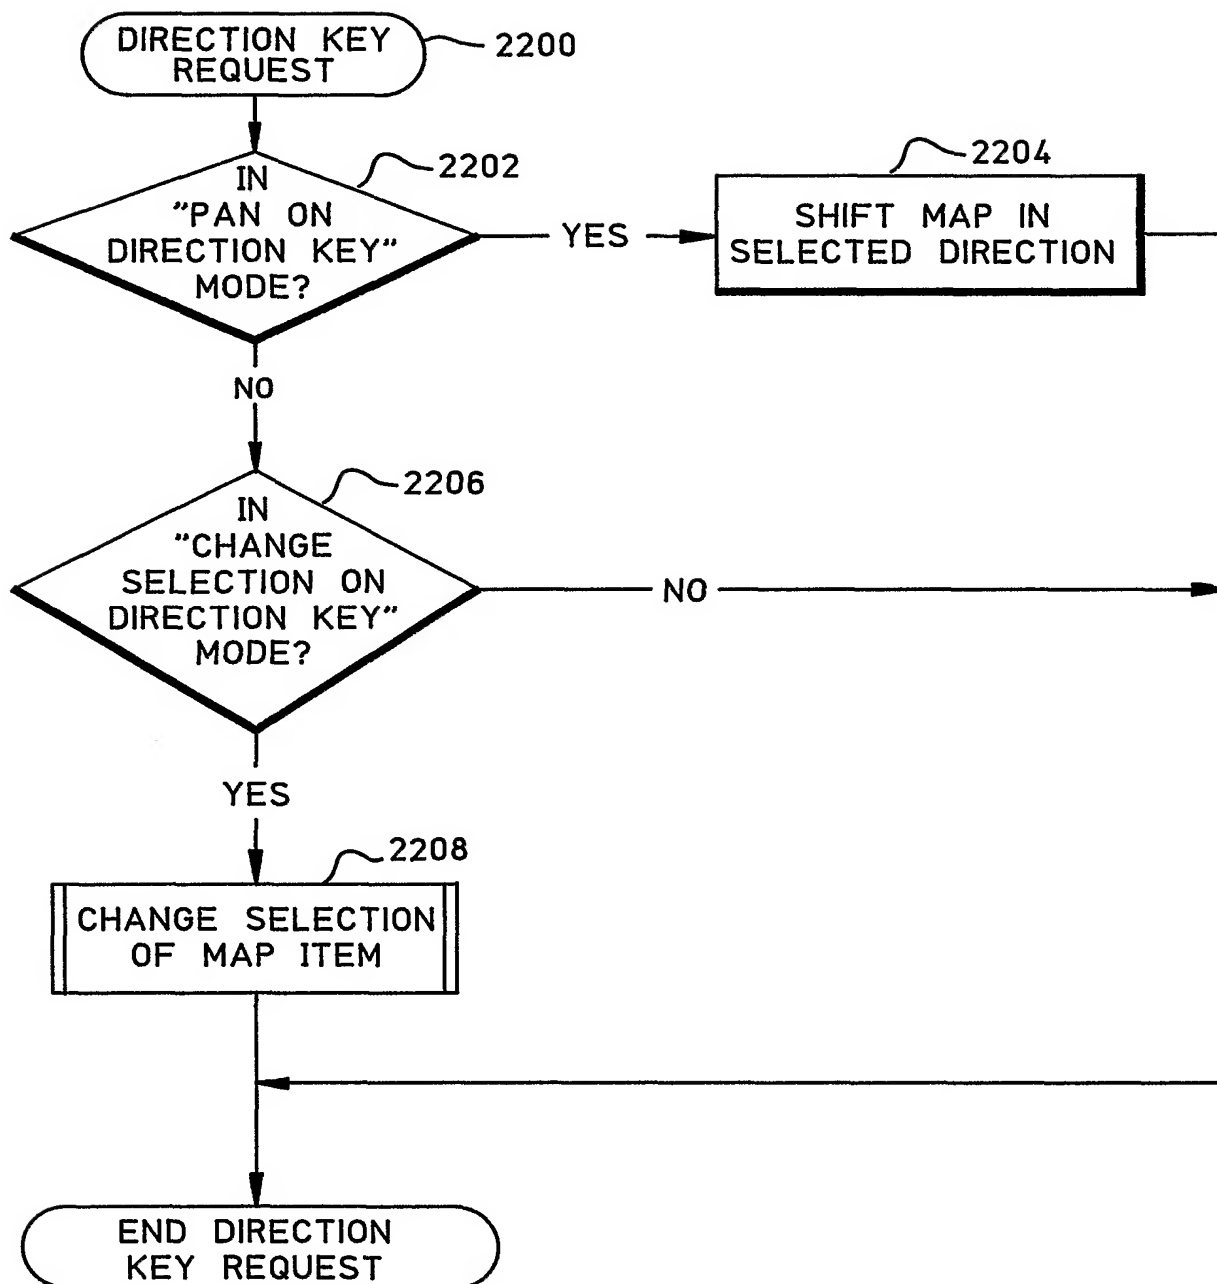 DIRECTION KEY
REQUEST
2200
IN
"PAN ON
DIRECTION KEY"
MODE?
2202
YES
2204
SHIFT MAP IN
SELECTED DIRECTION
NO
2206
IN
"CHANGE
SELECTION ON
DIRECTION KEY"
MODE?
NO
YES
2208
CHANGE SELECTION
OF MAP ITEM
END DIRECTION
KEY REQUEST